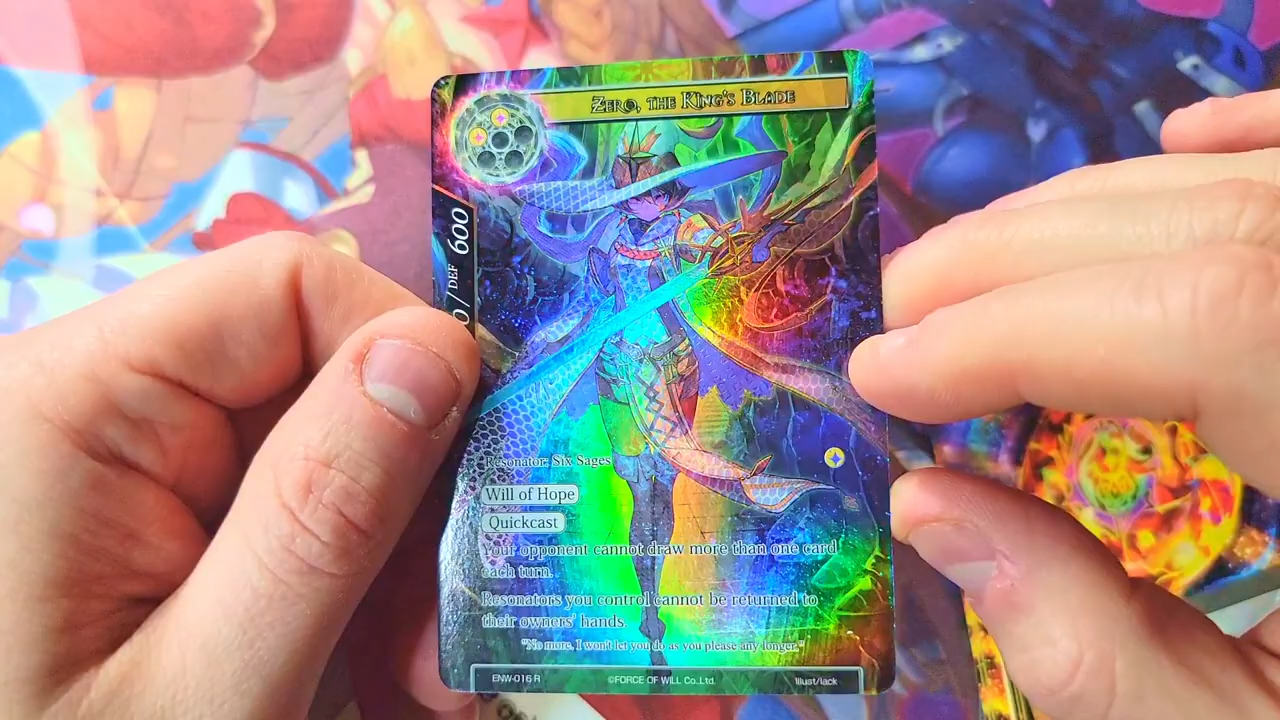 Zero, the King's Blade
0 / DEF 600
Resonator: Six Sages
Will of Hope
Quickcast
Your opponent cannot draw more than one card
each turn.
Resonators you control cannot be returned to
their owners' hands.
"No more, I won't let you do as you please any longer."
ENW-016 R
©FORCE OF WILL Co.,Ltd.
Illust/lack